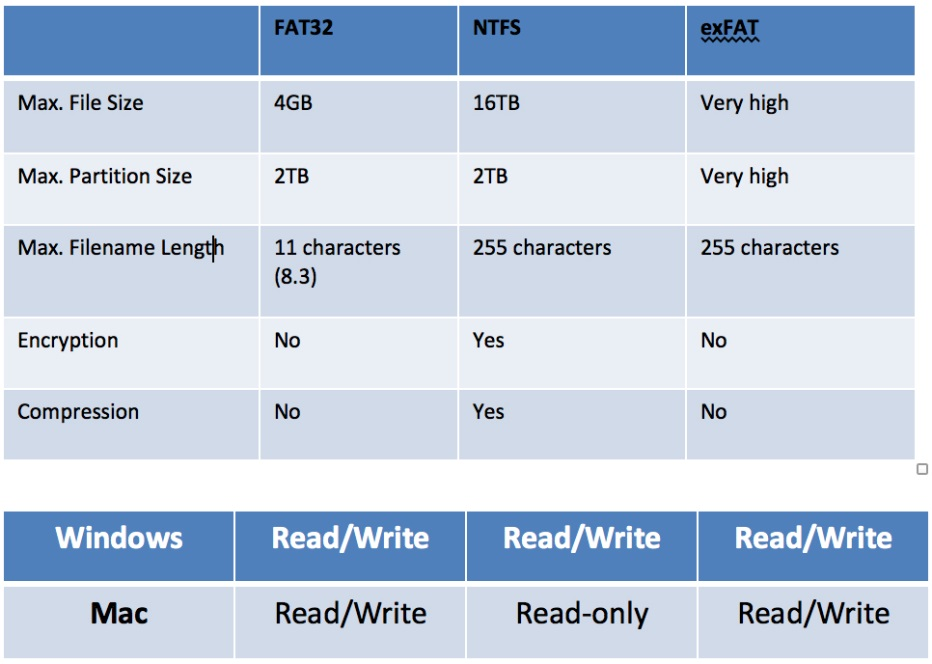 FAT32 NTFS exFAT
Max. File Size 4GB 16TB Very high
Max. Partition Size 2TB 2TB Very high
Max. Filename Length 11 characters 255 characters 255 characters
(8.3)
Encryption No Yes No
Compression No Yes No
Windows Read/Write Read/Write Read/Write
Mac Read/Write Read-only Read/Write